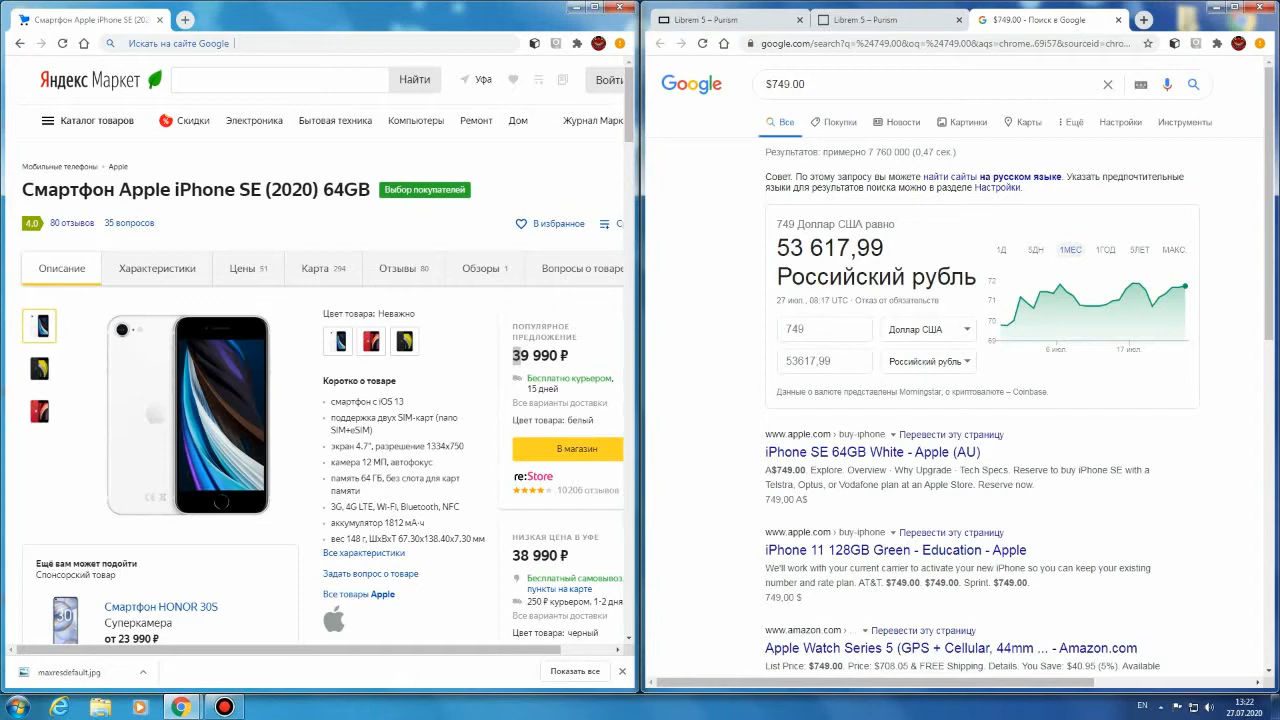 Смартфон Apple iPhone SE (202
Искать на сайте Google
Яндекс Маркет
Найти
Уфа
Войти
Каталог товаров
Скидки
Электроника
Бытовая техника
Компьютеры
Ремонт
Дом
Журнал Марк
Мобильные телефоны · Apple
Смартфон Apple iPhone SE (2020) 64GB
Выбор покупателей
4.0
80 отзывов
35 вопросов
В избранное
С
Описание
Характеристики
Цены 51
Карта 294
Отзывы 80
Обзоры 1
Вопросы о товаре
Цвет товара: Неважно
Коротко о товаре
смартфон с iOS 13
поддержка двух SIM-карт (nano
SIM+eSIM)
экран 4.7", разрешение 1334x750
камера 12 МП, автофокус
память 64 ГБ, без слота для карт
памяти
3G, 4G LTE, Wi-Fi, Bluetooth, NFC
аккумулятор 1812 мА·ч
вес 148 г, ШxВxТ 67.30x138.40x7.30 мм
Все характеристики
Задать вопрос о товаре
Все товары Apple
ПОПУЛЯРНОЕ
ПРЕДЛОЖЕНИЕ
39 990 ₽
Бесплатно курьером,
15 дней
Все варианты доставки
Цвет товара: белый
В магазин
re:Store
10206 отзывов
НИЗКАЯ ЦЕНА В УФЕ
38 990 ₽
Бесплатный самовывоз,
пункты на карте
250 ₽ курьером, 1-2 дня
Все варианты доставки
Цвет товара: черный
Ещё вам может подойти
Спонсорский товар
30
Смартфон HONOR 30S
Суперкамера
от 23 990 ₽
maxresdefault.jpg
Показать все
Librem 5 – Purism
Librem 5 – Purism
$749.00 - Поиск в Google
google.com/search?q=%24749.00&oq=%24749.00&aqs=chrome..69i57&sourceid=chro...
Google
$749.00
Все
Покупки
Новости
Картинки
Карты
Ещё
Настройки
Инструменты
Результатов: примерно 7 760 000 (0,47 сек.)
Совет. По этому запросу вы можете найти сайты на русском языке. Указать предпочтительные
языки для результатов поиска можно в разделе Настройки.
749 Доллар США равно
53 617,99
Российский рубль
27 июл., 08:17 UTC · Отказ от обязательств
749
Доллар США
53617,99
Российский рубль
1Д
5ДН
1МЕС
1ГОД
5ЛЕТ
МАКС.
72
71
70
69
6 июл.
17 июл.
Данные о валюте представлены Morningstar, о криптовалюте – Coinbase.
www.apple.com › buy-iphone
Перевести эту страницу
iPhone SE 64GB White - Apple (AU)
A$749.00. Explore. Overview · Why Upgrade · Tech Specs. Reserve to buy iPhone SE with a
Telstra, Optus, or Vodafone plan at an Apple Store. Reserve now.
749,00 A$
www.apple.com › buy-iphone
Перевести эту страницу
iPhone 11 128GB Green - Education - Apple
We'll work with your current carrier to activate your new iPhone so you can keep your existing
number and rate plan. AT&T. $749.00. $749.00. Sprint. $749.00.
749,00 $
www.amazon.com › ...
Перевести эту страницу
Apple Watch Series 5 (GPS + Cellular, 44mm ... - Amazon.com
List Price: $749.00. Price: $708.05 & FREE Shipping. Details. You Save: $40.95 (5%). Available
EN
13:22
27.07.2020